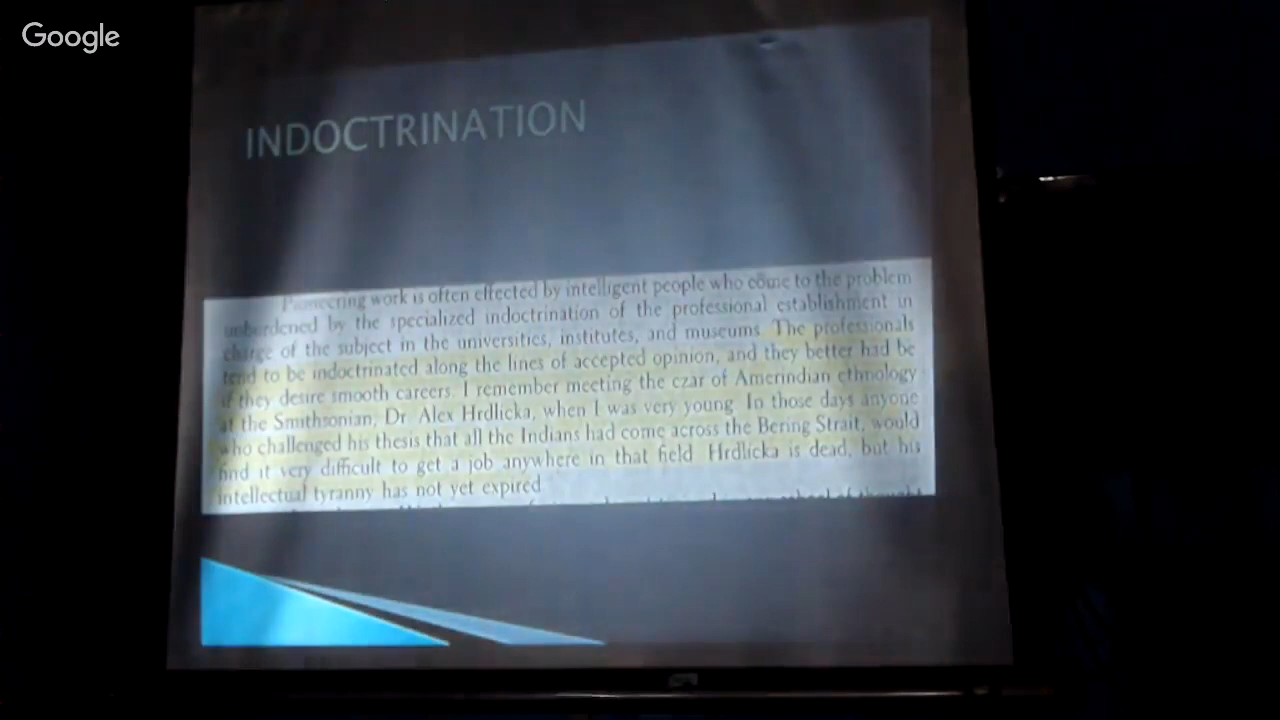 Google
INDOCTRINATION
Pioneering work is often effected by intelligent people who come to the problem
unburdened by the specialized indoctrination of the professional establishment in
charge of the subject in the universities, institutes, and museums. The professionals
tend to be indoctrinated along the lines of accepted opinion, and they better had be
if they desire smooth careers. I remember meeting the czar of Amerindian ethnology
at the Smithsonian, Dr. Alex Hrdlicka, when I was very young. In those days anyone
who challenged his thesis that all the Indians had come across the Bering Strait, would
find it very difficult to get a job anywhere in that field. Hrdlicka is dead, but his
intellectual tyranny has not yet expired